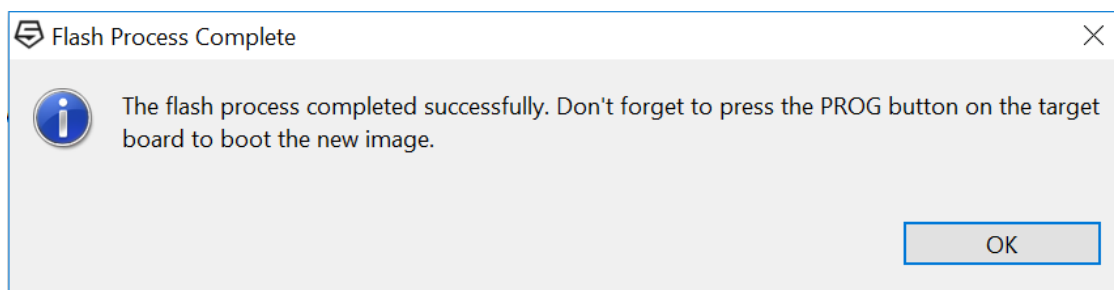 Flash Process Complete
The flash process completed successfully. Don't forget to press the PROG button on the target
board to boot the new image.
OK